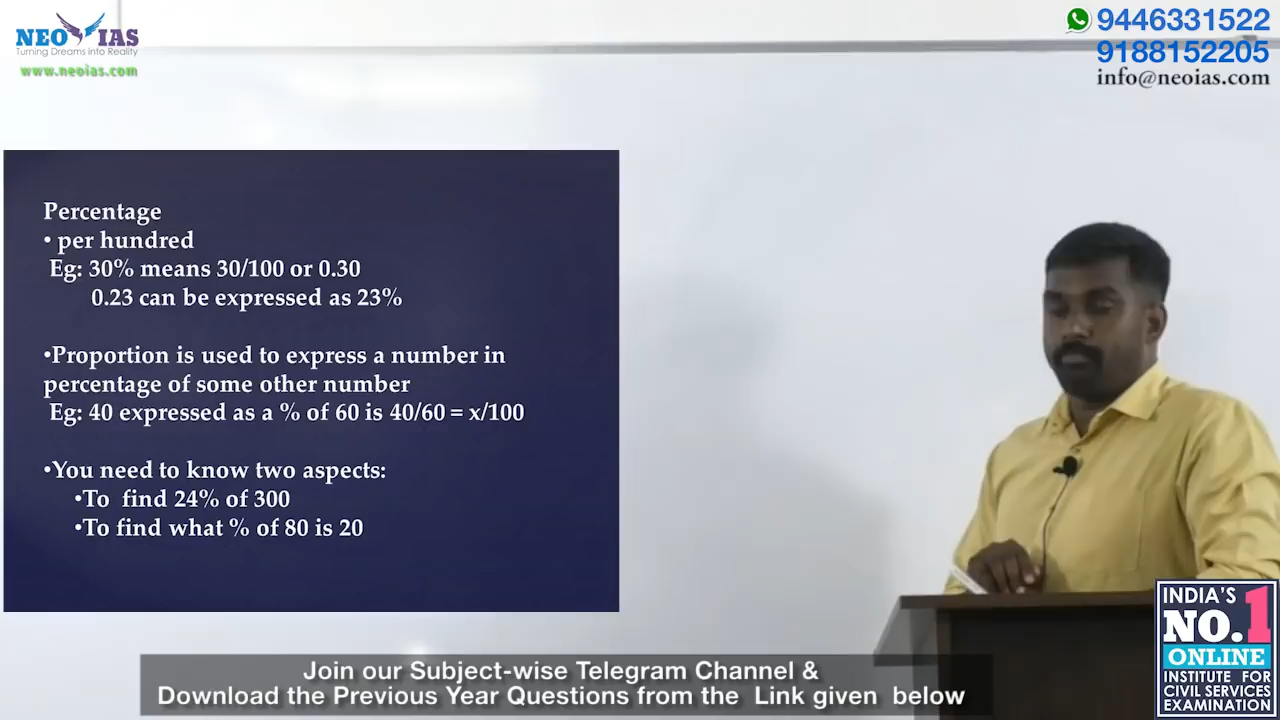 NEO IAS
Turning Dreams into Reality
www.neoias.com
9446331522
9188152205
info@neoias.com
Percentage
• per hundred
Eg: 30% means 30/100 or 0.30
0.23 can be expressed as 23%
•Proportion is used to express a number in
percentage of some other number
Eg: 40 expressed as a % of 60 is 40/60 = x/100
•You need to know two aspects:
•To find 24% of 300
•To find what % of 80 is 20
INDIA'S
NO.1
ONLINE
INSTITUTE FOR
CIVIL SERVICES
EXAMINATION
Join our Subject-wise Telegram Channel &
Download the Previous Year Questions from the Link given below